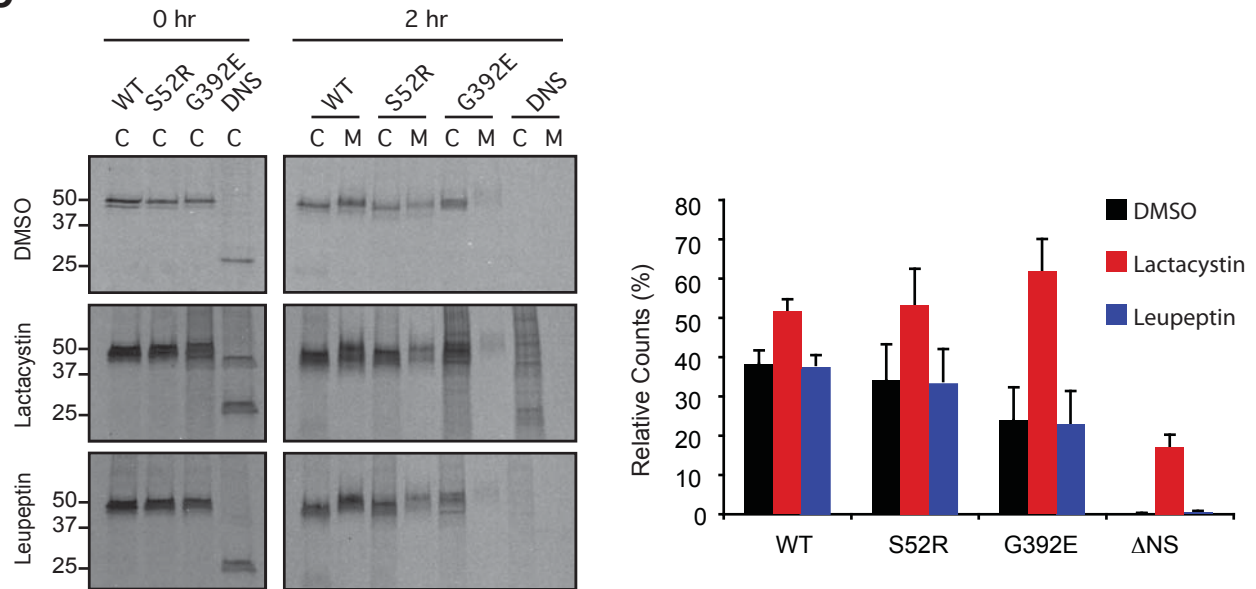 0 hr
2 hr
WT S52R G392E DNS
WT S52R G392E DNS
C C C C
C M C M C M C M
DMSO
50
37
25
Lactacystin
50
37
25
Leupeptin
50
37
25
Relative Counts (%)
80
70
60
50
40
30
20
10
0
DMSO
Lactacystin
Leupeptin
WT S52R G392E ΔNS